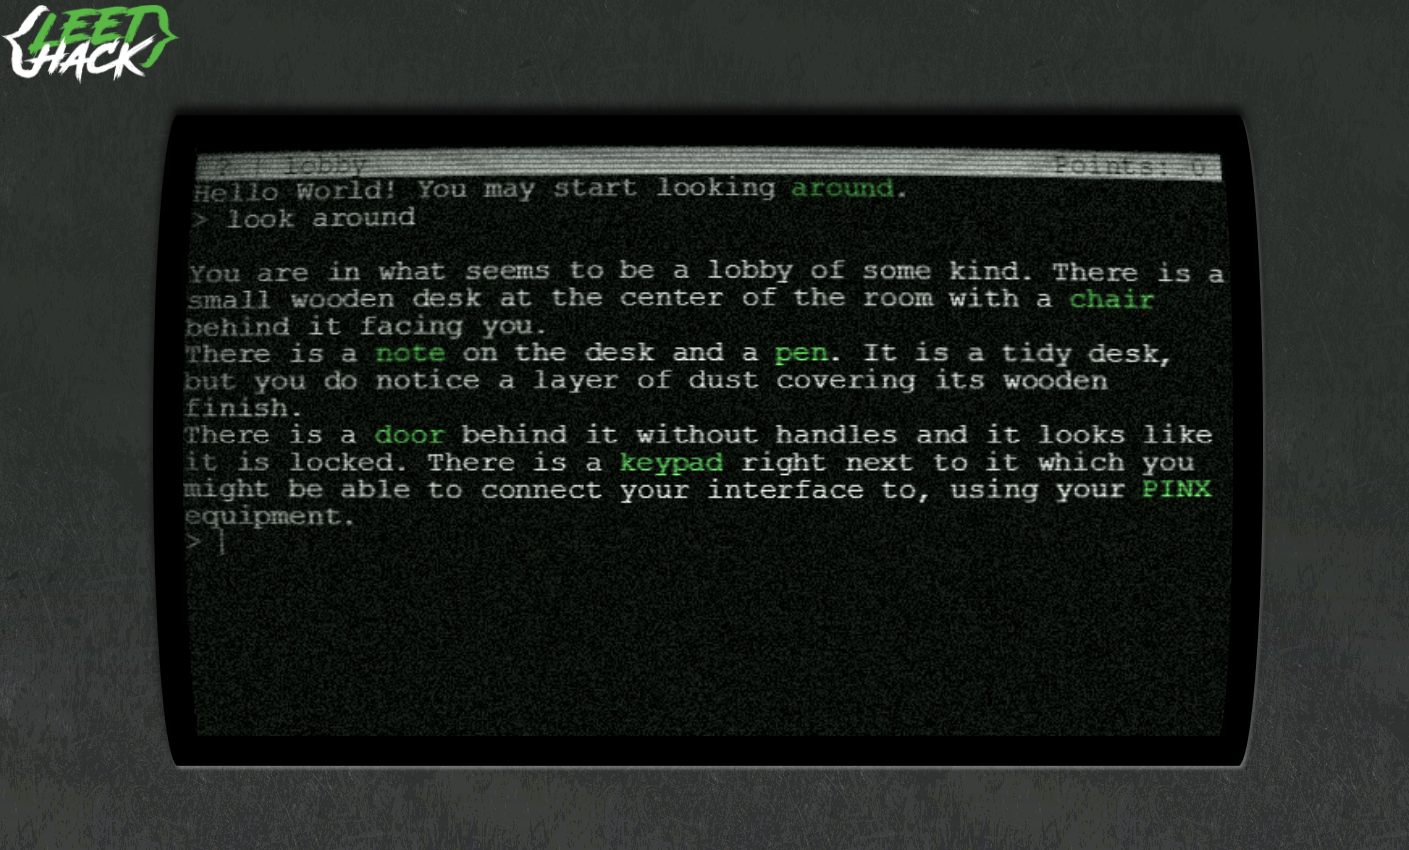 {LEET
HACK}
? | lobby Points: 0
Hello World! You may start looking around.
> look around
You are in what seems to be a lobby of some kind. There is a
small wooden desk at the center of the room with a chair
behind it facing you.
There is a note on the desk and a pen. It is a tidy desk,
but you do notice a layer of dust covering its wooden
finish.
There is a door behind it without handles and it looks like
it is locked. There is a keypad right next to it which you
might be able to connect your interface to, using your PINX
equipment.
>